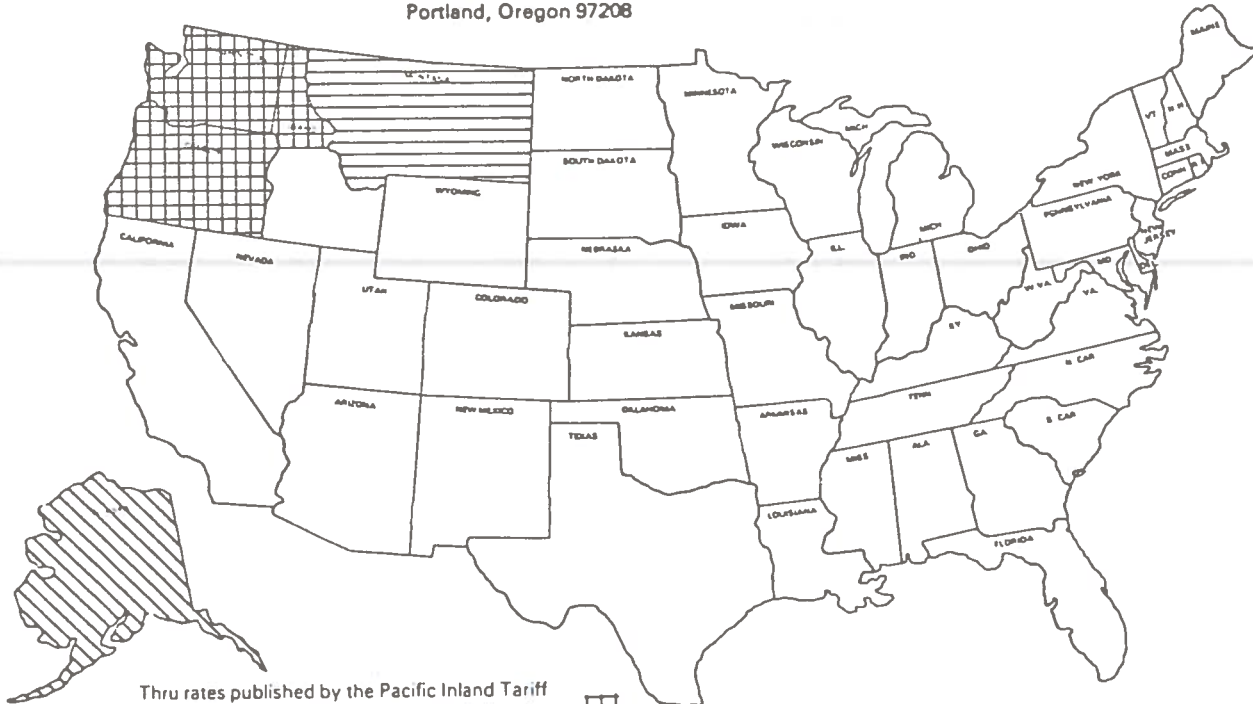 Portland, Oregon 97208
MAINE
NORTH DAKOTA
MINNESOTA
VT
N H
WISCONSIN
MICH
MASS
SOUTH DAKOTA
CONN
NEW YORK
WYOMING
PENNSYLVANIA
IOWA
MICH
NEW JERSEY
CALIFORNIA
NEVADA
NEBRASKA
ILL
IND
OHIO
MD
W VA
VA
UTAH
COLORADO
MISSOURI
KANSAS
KY
N CAR
TENN
ARIZONA
NEW MEXICO
OKLAHOMA
ARKANSAS
S CAR
TEXAS
MISS
ALA
GA
LOUISIANA
FLORIDA
Thru rates published by the Pacific Inland Tariff